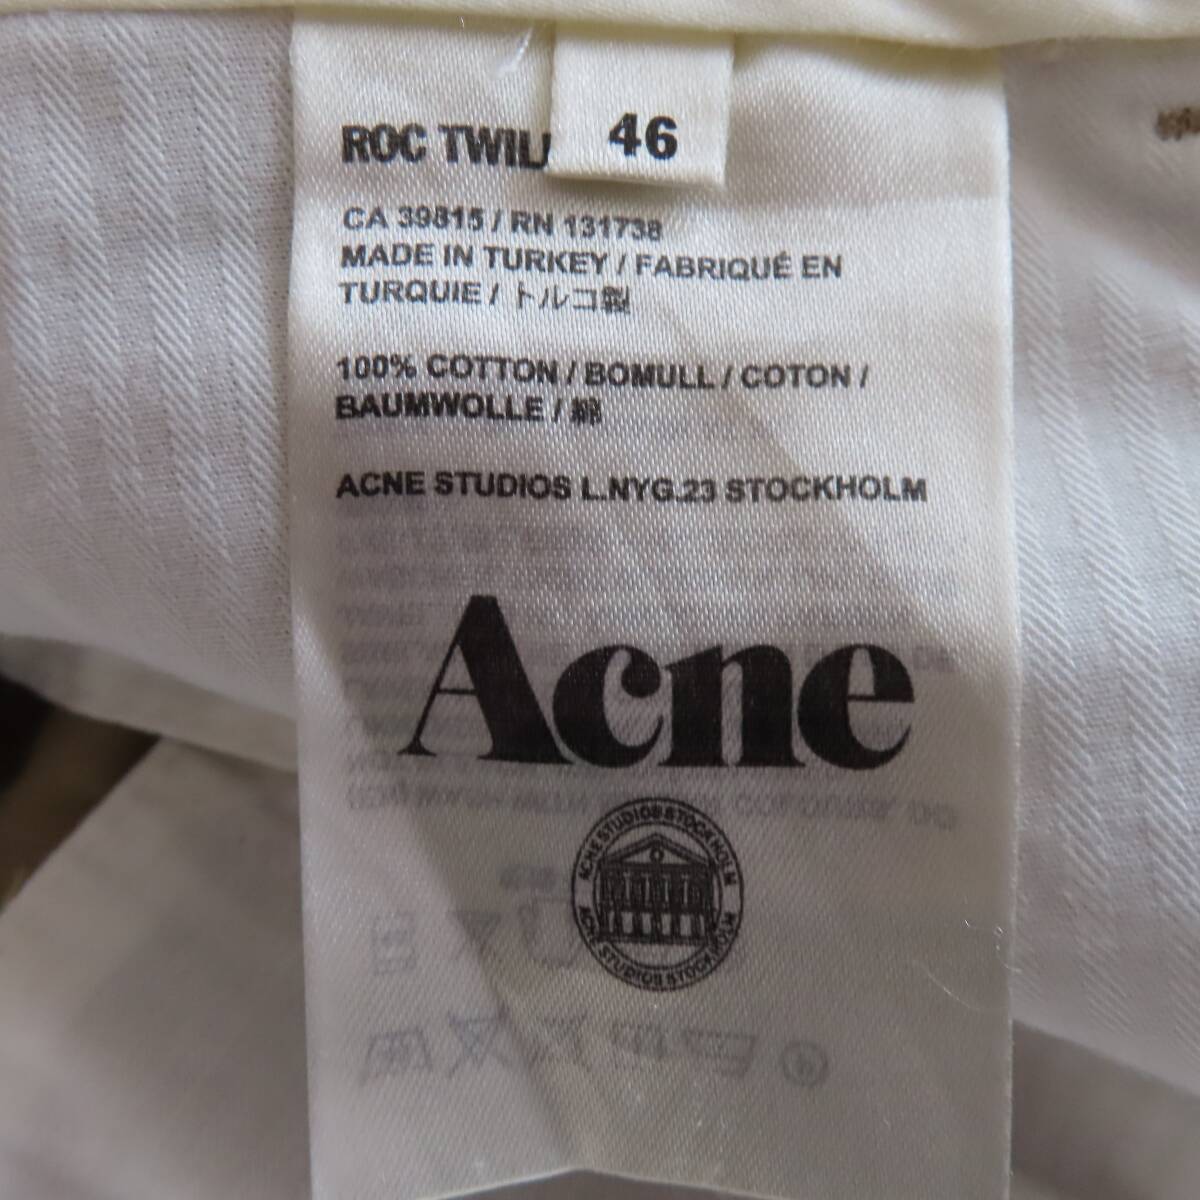 46
ROC TWIL
CA 39815 / RN 131738
MADE IN TURKEY / FABRIQUÉ EN
TURQUIE / トルコ製
100% COTTON / BOMULL / COTON /
BAUMWOLLE / 綿
ACNE STUDIOS L.NYG.23 STOCKHOLM
Acne
ACNE STUDIOS STOCKHOLM
ACNE STUDIOS STOCKHOLM